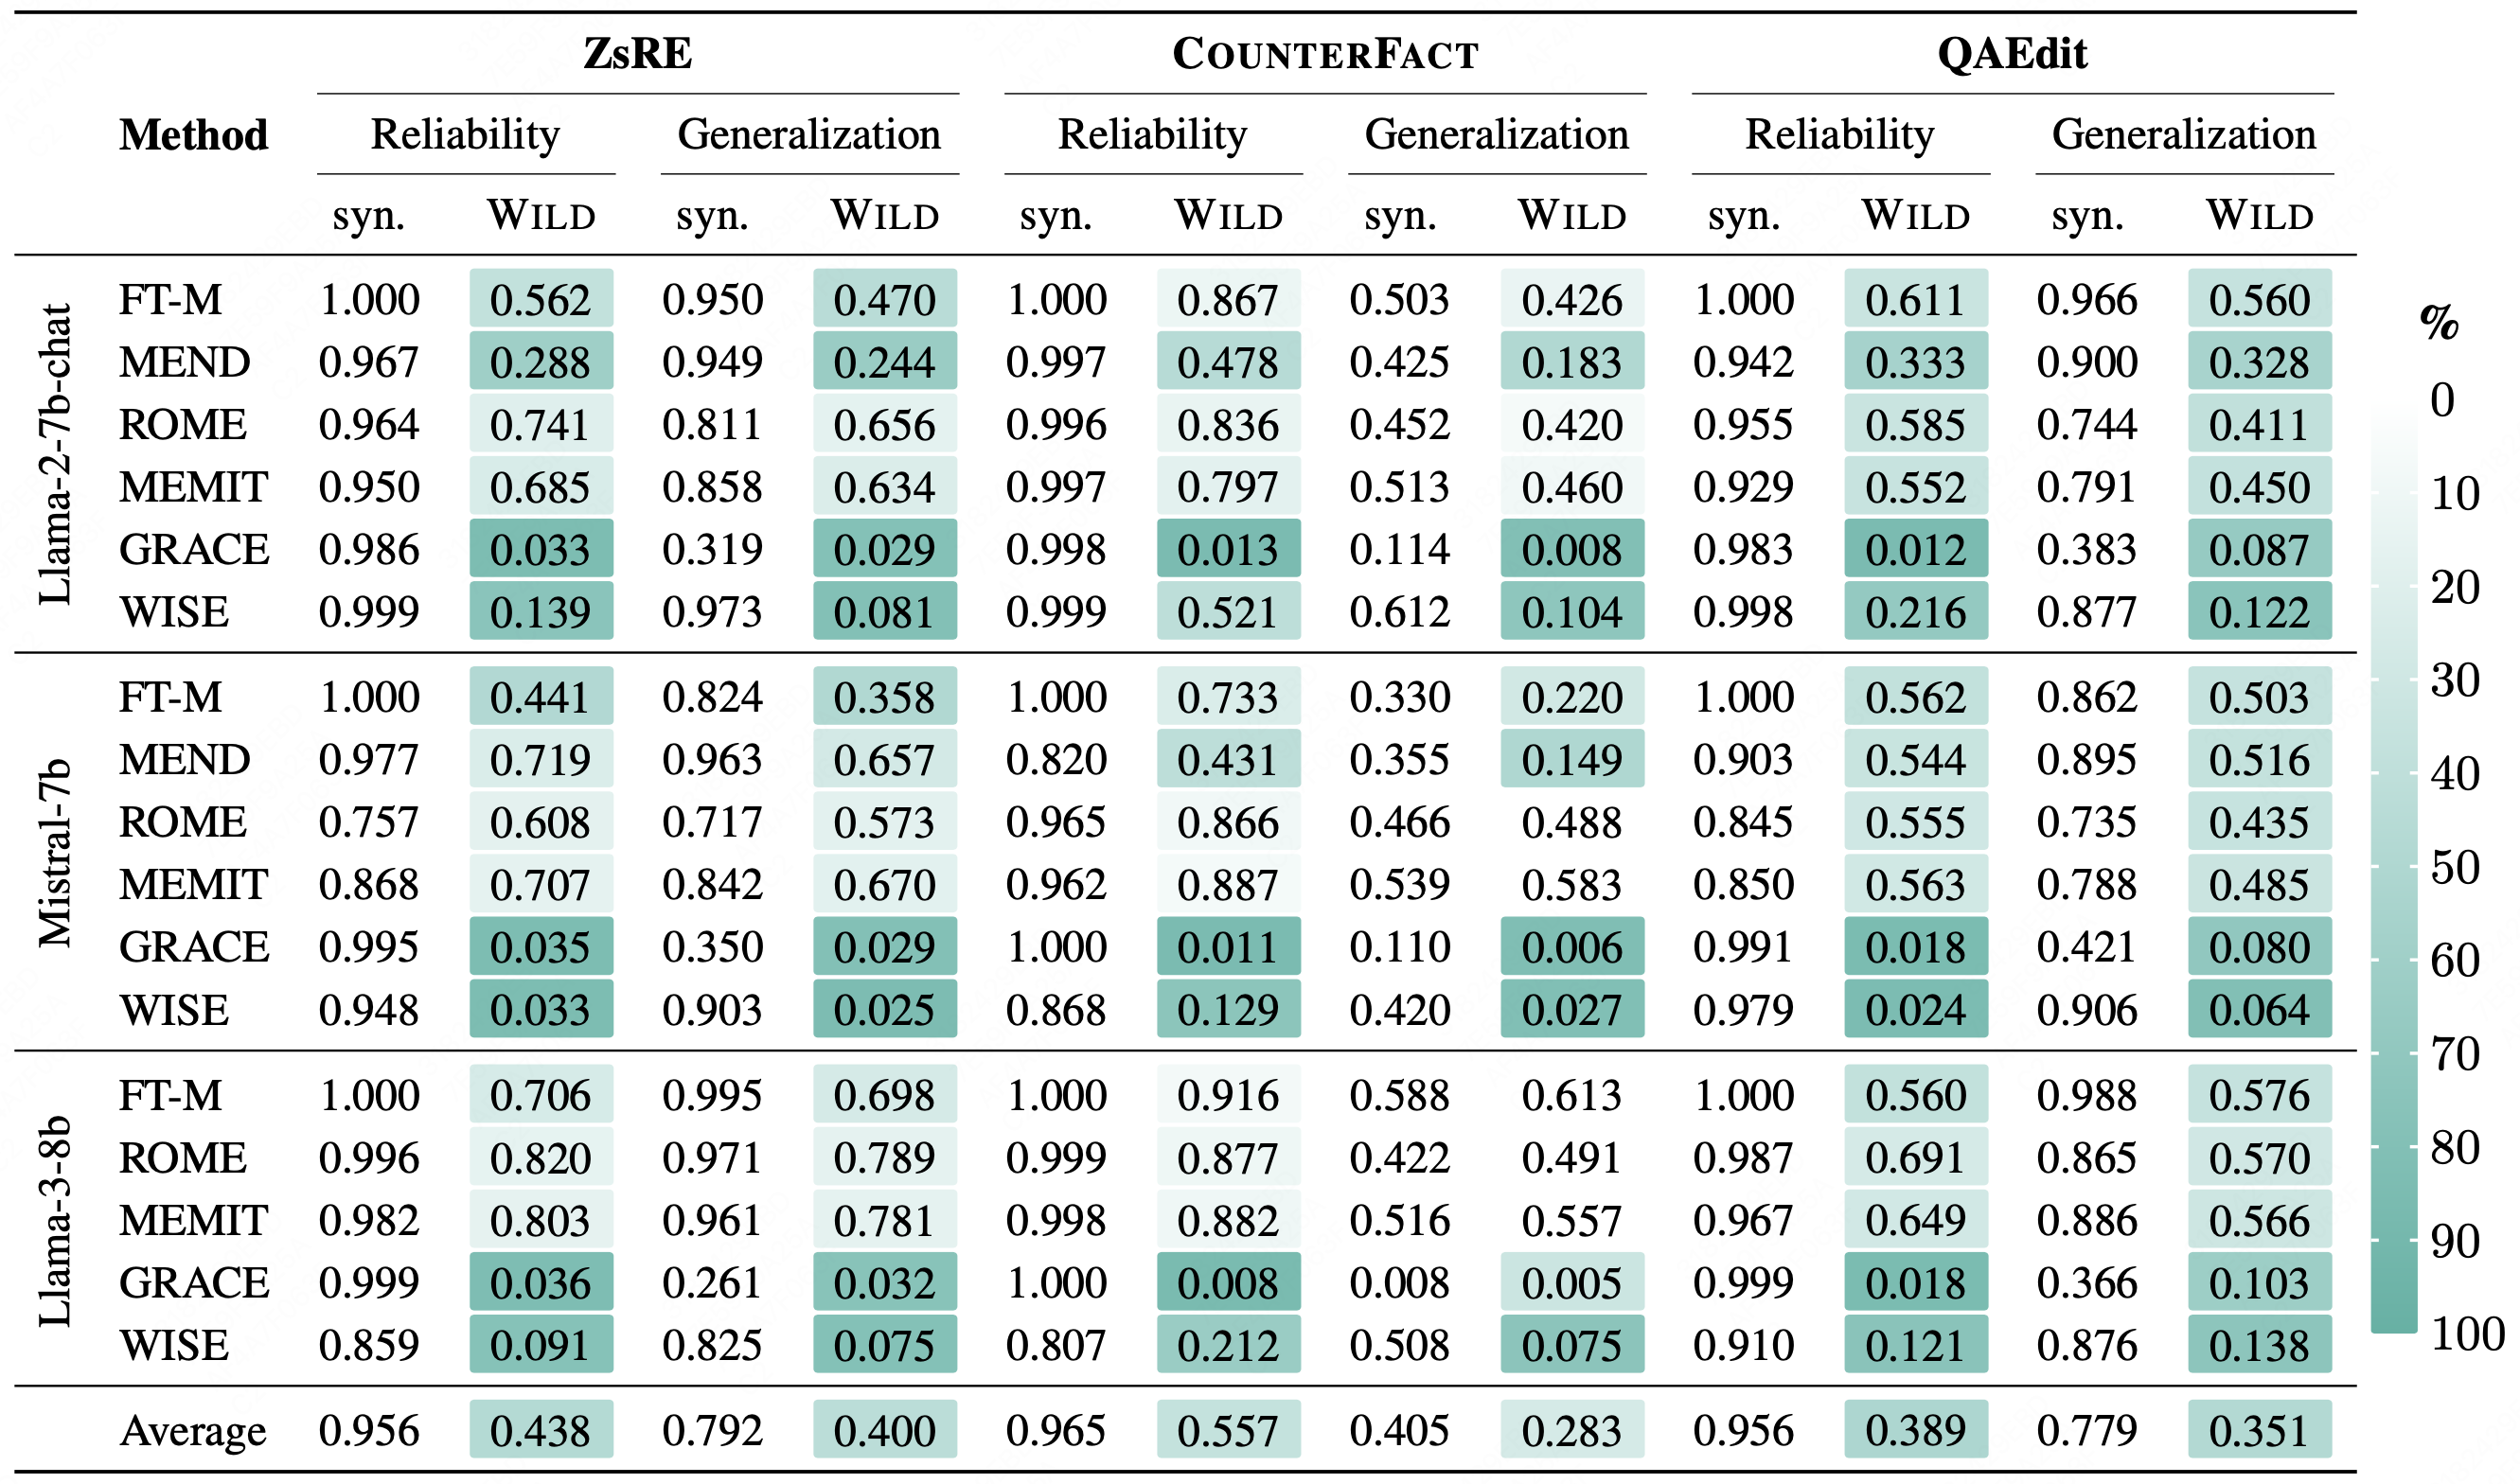 ZsRE COUNTERFACT QAEdit
Method Reliability Generalization Reliability Generalization Reliability Generalization
syn. WILD syn. WILD syn. WILD syn. WILD syn. WILD syn. WILD
Llama-2-7b-chat
FT-M 1.000 0.562 0.950 0.470 1.000 0.867 0.503 0.426 1.000 0.611 0.966 0.560
MEND 0.967 0.288 0.949 0.244 0.997 0.478 0.425 0.183 0.942 0.333 0.900 0.328
ROME 0.964 0.741 0.811 0.656 0.996 0.836 0.452 0.420 0.955 0.585 0.744 0.411
MEMIT 0.950 0.685 0.858 0.634 0.997 0.797 0.513 0.460 0.929 0.552 0.791 0.450
GRACE 0.986 0.033 0.319 0.029 0.998 0.013 0.114 0.008 0.983 0.012 0.383 0.087
WISE 0.999 0.139 0.973 0.081 0.999 0.521 0.612 0.104 0.998 0.216 0.877 0.122
Mistral-7b
FT-M 1.000 0.441 0.824 0.358 1.000 0.733 0.330 0.220 1.000 0.562 0.862 0.503
MEND 0.977 0.719 0.963 0.657 0.820 0.431 0.355 0.149 0.903 0.544 0.895 0.516
ROME 0.757 0.608 0.717 0.573 0.965 0.866 0.466 0.488 0.845 0.555 0.735 0.435
MEMIT 0.868 0.707 0.842 0.670 0.962 0.887 0.539 0.583 0.850 0.563 0.788 0.485
GRACE 0.995 0.035 0.350 0.029 1.000 0.011 0.110 0.006 0.991 0.018 0.421 0.080
WISE 0.948 0.033 0.903 0.025 0.868 0.129 0.420 0.027 0.979 0.024 0.906 0.064
Llama-3-8b
FT-M 1.000 0.706 0.995 0.698 1.000 0.916 0.588 0.613 1.000 0.560 0.988 0.576
ROME 0.996 0.820 0.971 0.789 0.999 0.877 0.422 0.491 0.987 0.691 0.865 0.570
MEMIT 0.982 0.803 0.961 0.781 0.998 0.882 0.516 0.557 0.967 0.649 0.886 0.566
GRACE 0.999 0.036 0.261 0.032 1.000 0.008 0.008 0.005 0.999 0.018 0.366 0.103
WISE 0.859 0.091 0.825 0.075 0.807 0.212 0.508 0.075 0.910 0.121 0.876 0.138
Average 0.956 0.438 0.792 0.400 0.965 0.557 0.405 0.283 0.956 0.389 0.779 0.351
%
0
10
20
30
40
50
60
70
80
90
100